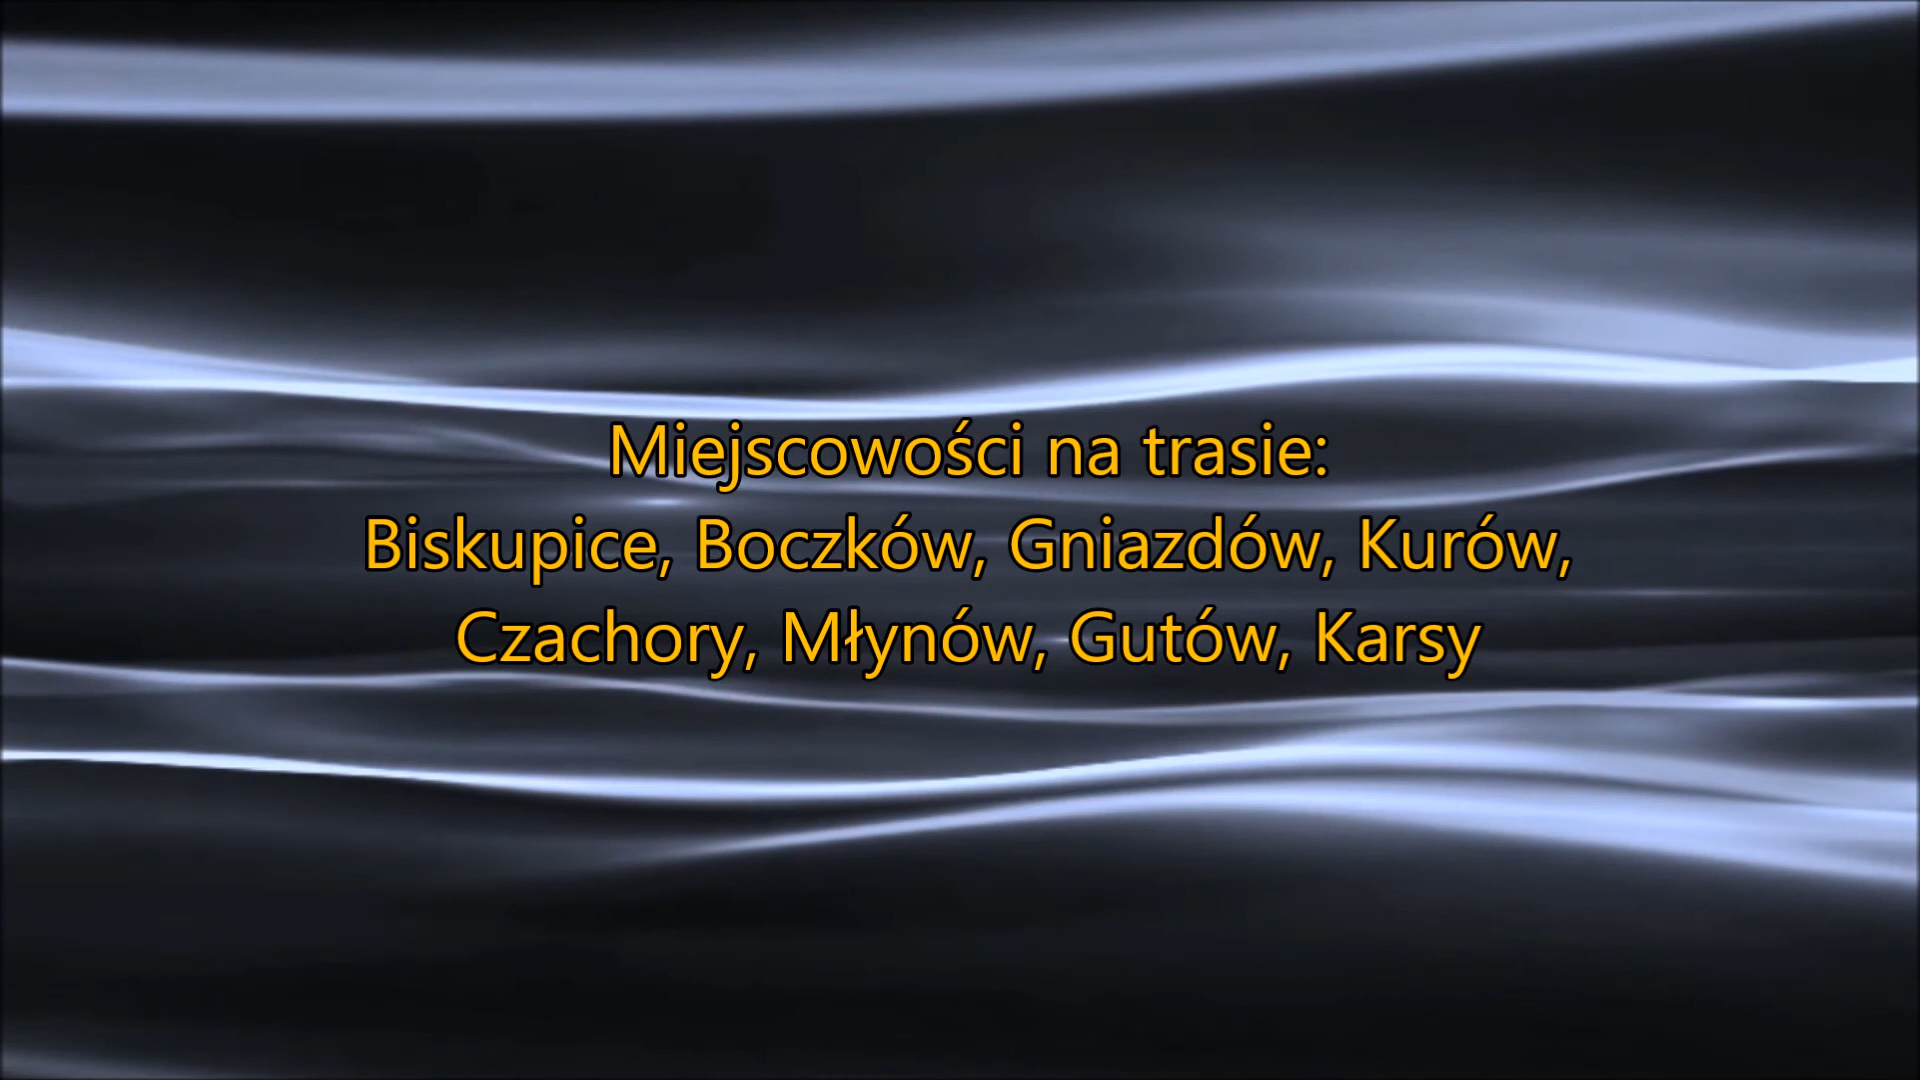 Miejscowości na trasie:
Biskupice, Boczków, Gniazdów, Kurów,
Czachory, Młynów, Gutów, Karsy